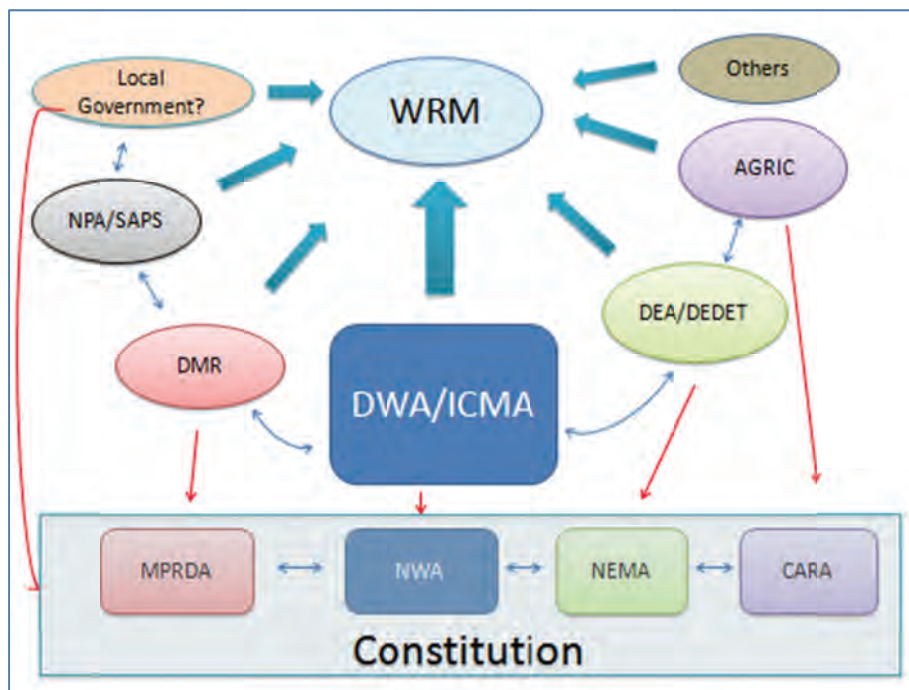 Local
Government?
WRM
Others
AGRIC
NPA/SAPS
DEA/DEDET
DMR
DWA/ICMA
MPRDA
NWA
NEMA
CARA
Constitution